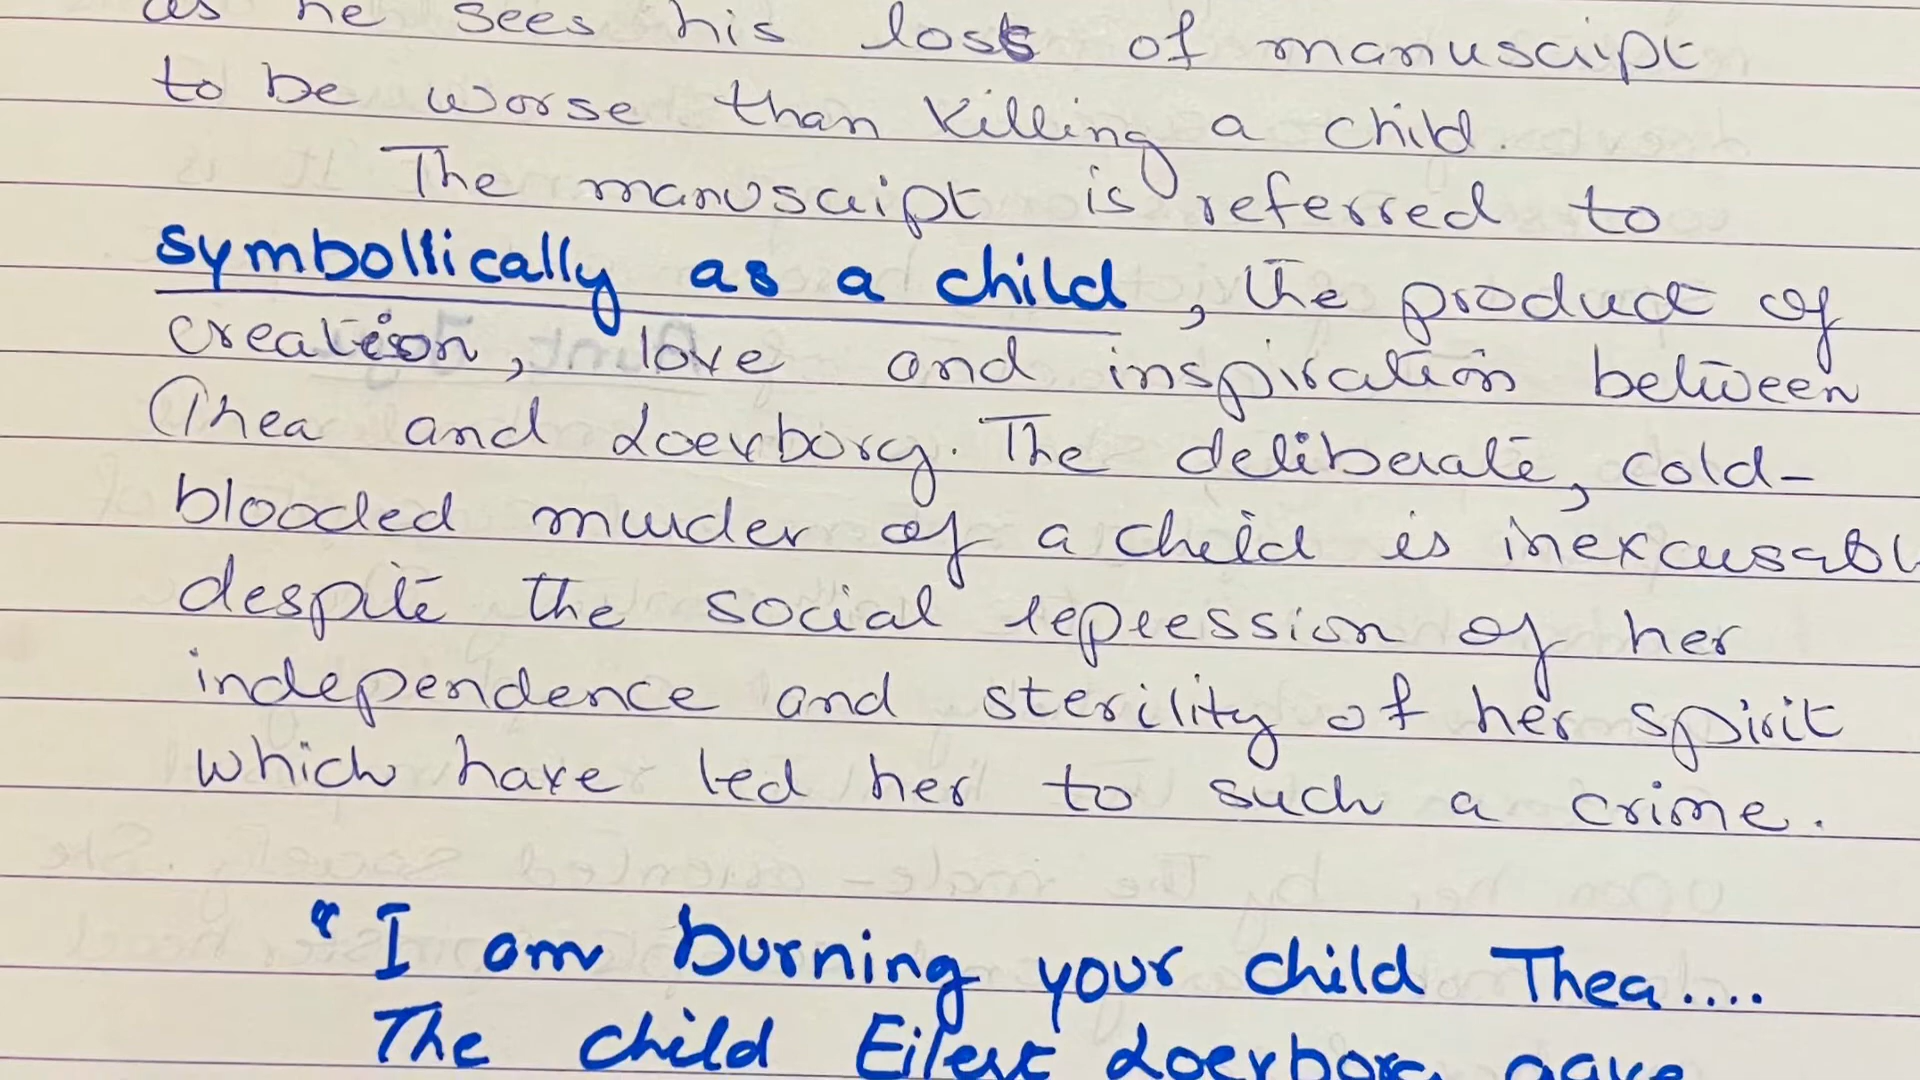 as he sees his loss of manuscript
to be worse than killing a child.
The manuscript is referred to
symbollically as a child, the product of
creation, love and inspiration between
Thea and Loevborg. The deliberate, cold-
blooded murder of a child is inexcusabl
despite the social repression of her
independence and sterility of her spirit
which have led her to such a crime.
"I am burning your child Thea....
The child Eilert Loevborg gave